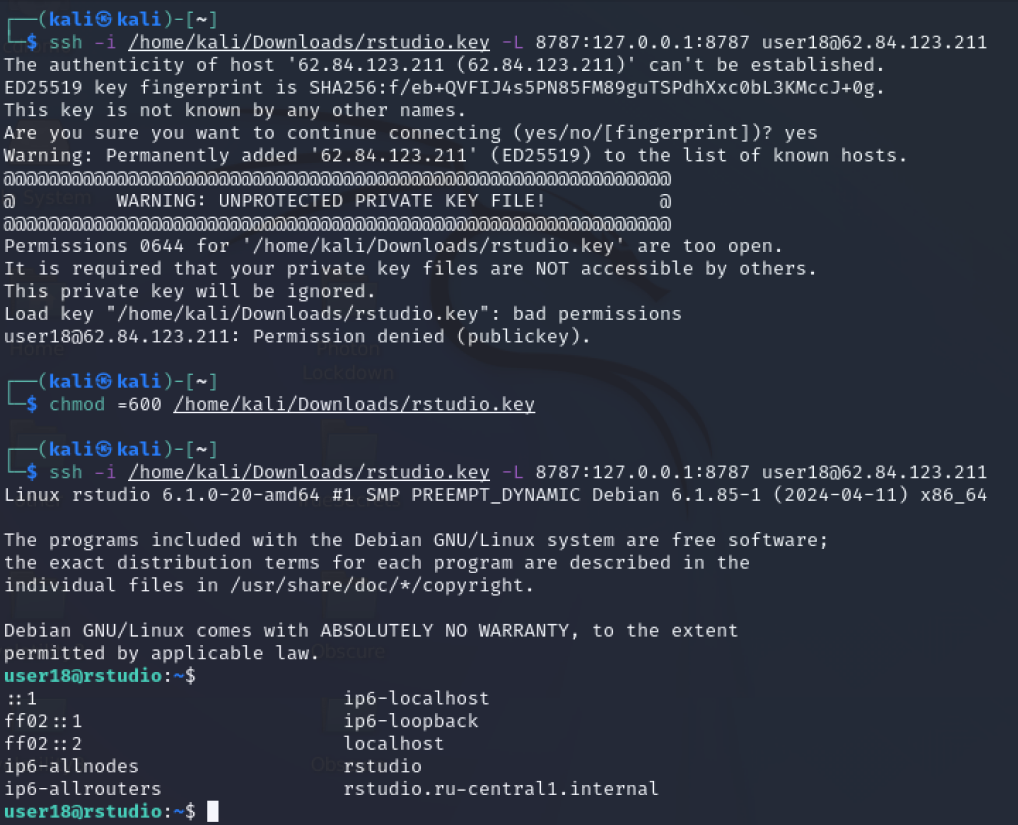 ┌──(kali㉿kali)-[~]
└─$ ssh -i /home/kali/Downloads/rstudio.key -L 8787:127.0.0.1:8787 user18@62.84.123.211
The authenticity of host '62.84.123.211 (62.84.123.211)' can't be established.
ED25519 key fingerprint is SHA256:f/eb+QVFIJ4s5PN85FM89guTSPdhXxc0bL3KMccJ+0g.
This key is not known by any other names.
Are you sure you want to continue connecting (yes/no/[fingerprint])? yes
Warning: Permanently added '62.84.123.211' (ED25519) to the list of known hosts.
@@@@@@@@@@@@@@@@@@@@@@@@@@@@@@@@@@@@@@@@@@@@@@@@@@@@@@@@@@@
@         WARNING: UNPROTECTED PRIVATE KEY FILE!          @
@@@@@@@@@@@@@@@@@@@@@@@@@@@@@@@@@@@@@@@@@@@@@@@@@@@@@@@@@@@
Permissions 0644 for '/home/kali/Downloads/rstudio.key' are too open.
It is required that your private key files are NOT accessible by others.
This private key will be ignored.
Load key "/home/kali/Downloads/rstudio.key": bad permissions
user18@62.84.123.211: Permission denied (publickey).
┌──(kali㉿kali)-[~]
└─$ chmod =600 /home/kali/Downloads/rstudio.key
┌──(kali㉿kali)-[~]
└─$ ssh -i /home/kali/Downloads/rstudio.key -L 8787:127.0.0.1:8787 user18@62.84.123.211
Linux rstudio 6.1.0-20-amd64 #1 SMP PREEMPT_DYNAMIC Debian 6.1.85-1 (2024-04-11) x86_64
The programs included with the Debian GNU/Linux system are free software;
the exact distribution terms for each program are described in the
individual files in /usr/share/doc/*/copyright.
Debian GNU/Linux comes with ABSOLUTELY NO WARRANTY, to the extent
permitted by applicable law.
user18@rstudio:~$
::1                           ip6-localhost
ff02::1                       ip6-loopback
ff02::2                       localhost
ip6-allnodes                  rstudio
ip6-allrouters                rstudio.ru-central1.internal
user18@rstudio:~$
System
Home
Photon
Lockdown